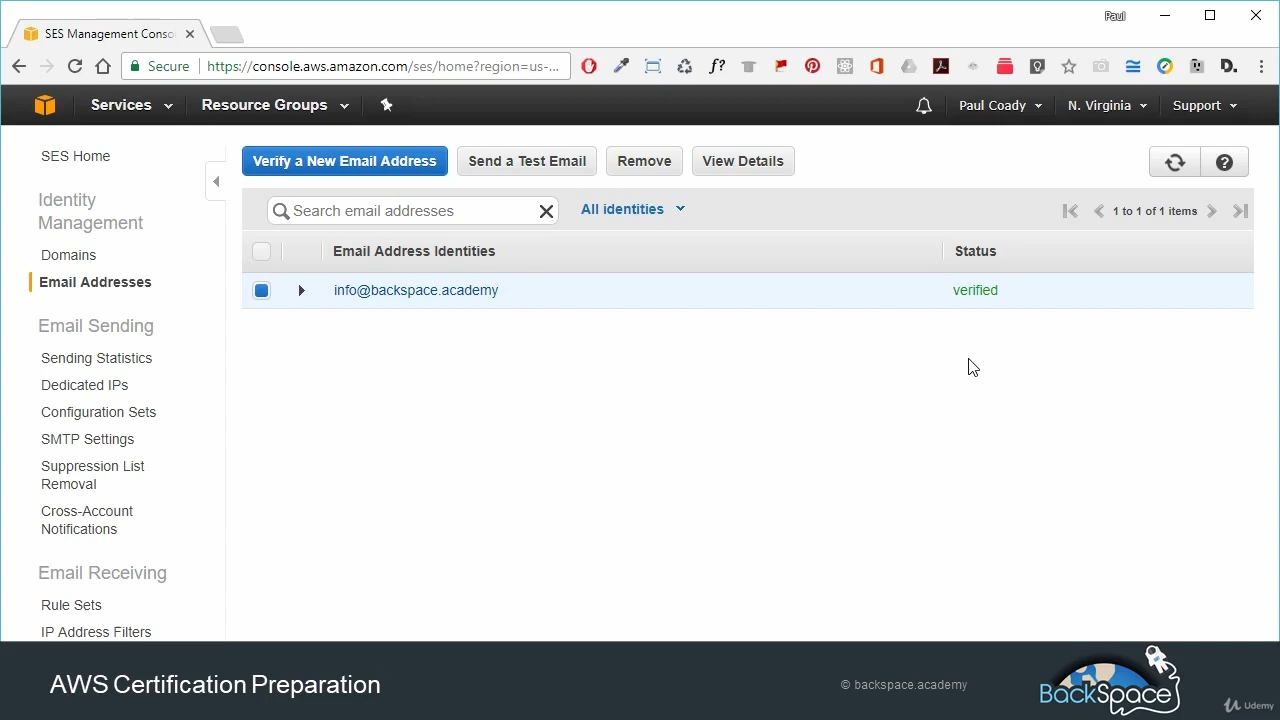 Paul
SES Management Conso
Secure
https://console.aws.amazon.com/ses/home?region=us-...
f?
D.
Services
Resource Groups
Paul Coady
N. Virginia
Support
SES Home
Identity
Management
Domains
Email Addresses
Email Sending
Sending Statistics
Dedicated IPs
Configuration Sets
SMTP Settings
Suppression List
Removal
Cross-Account
Notifications
Email Receiving
Rule Sets
IP Address Filters
Verify a New Email Address
Send a Test Email
Remove
View Details
Search email addresses
All identities
1 to 1 of 1 items
Email Address Identities
Status
info@backspace.academy
verified
AWS Certification Preparation
© backspace.academy
BackSpace
Udemy